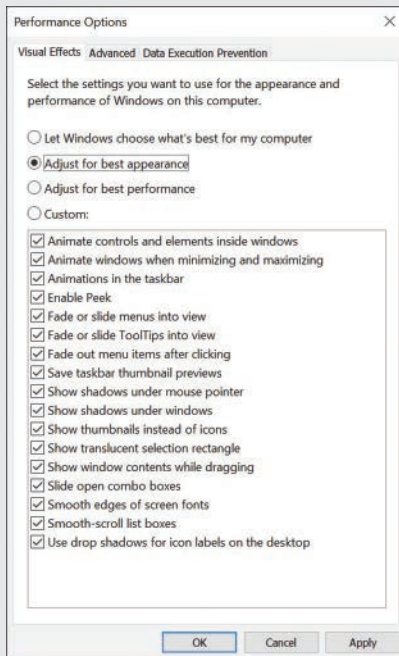 Performance Options
Visual Effects Advanced Data Execution Prevention
Select the settings you want to use for the appearance and
performance of Windows on this computer.
Let Windows choose what's best for my computer
Adjust for best appearance
Adjust for best performance
Custom:
Animate controls and elements inside windows
Animate windows when minimizing and maximizing
Animations in the taskbar
Enable Peek
Fade or slide menus into view
Fade or slide ToolTips into view
Fade out menu items after clicking
Save taskbar thumbnail previews
Show shadows under mouse pointer
Show shadows under windows
Show thumbnails instead of icons
Show translucent selection rectangle
Show window contents while dragging
Slide open combo boxes
Smooth edges of screen fonts
Smooth-scroll list boxes
Use drop shadows for icon labels on the desktop
OK Cancel Apply